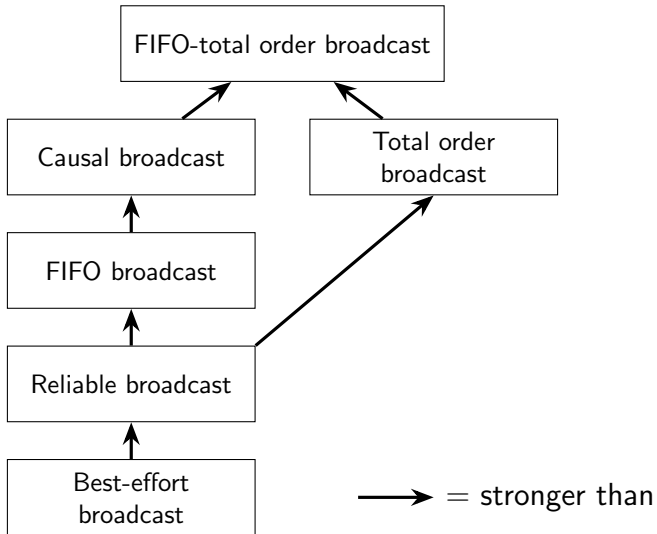 FIFO-total order broadcast
Causal broadcast
Total order
broadcast
FIFO broadcast
Reliable broadcast
Best-effort
broadcast
= stronger than